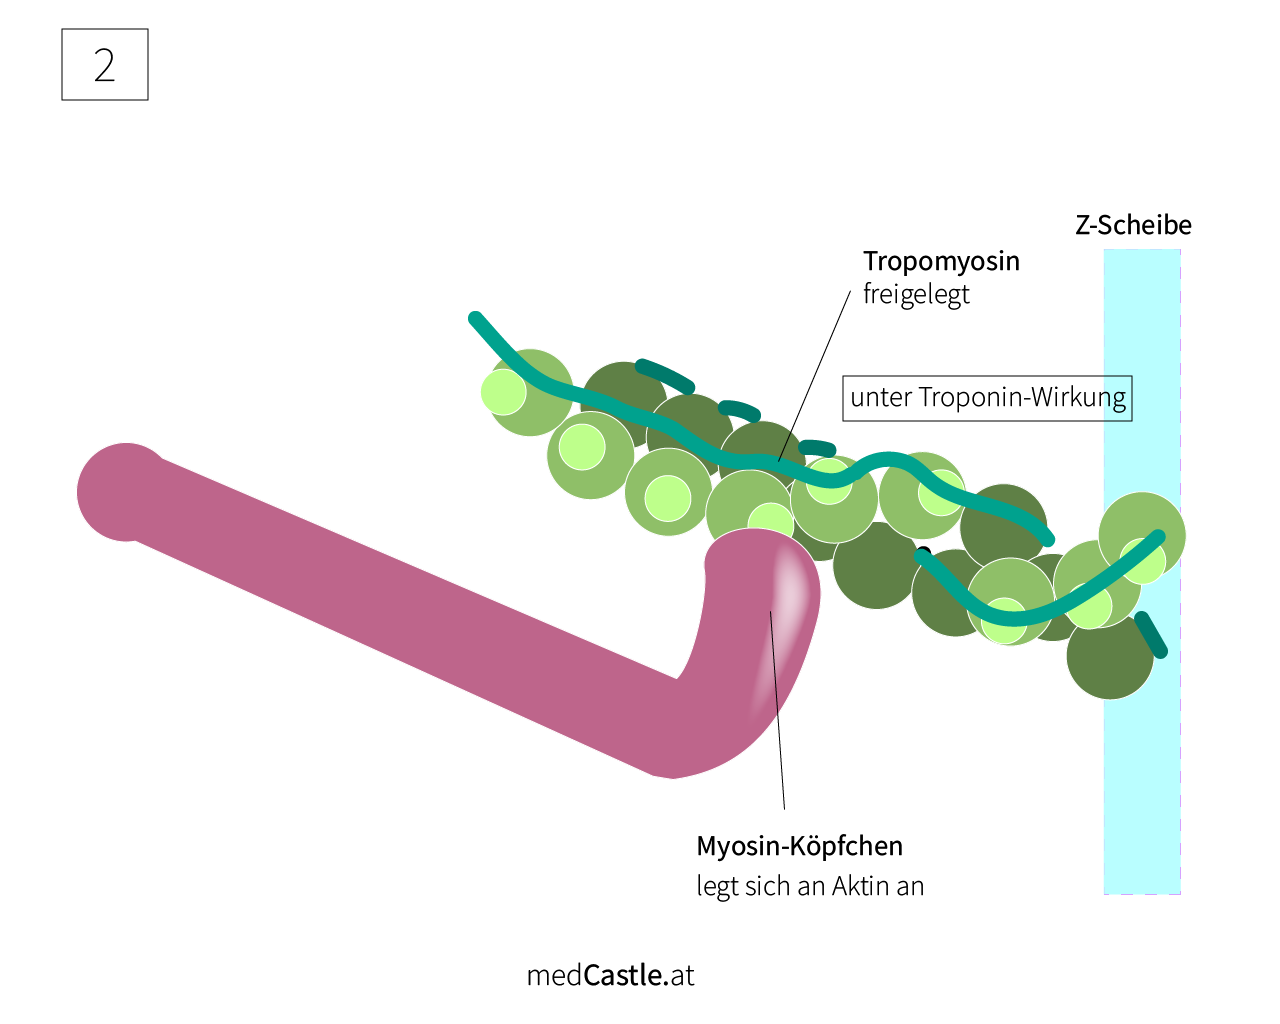 2
Z-Scheibe
Tropomyosin
freigelegt
unter Troponin-Wirkung
Myosin-Köpfchen
legt sich an Aktin an
medCastle.at